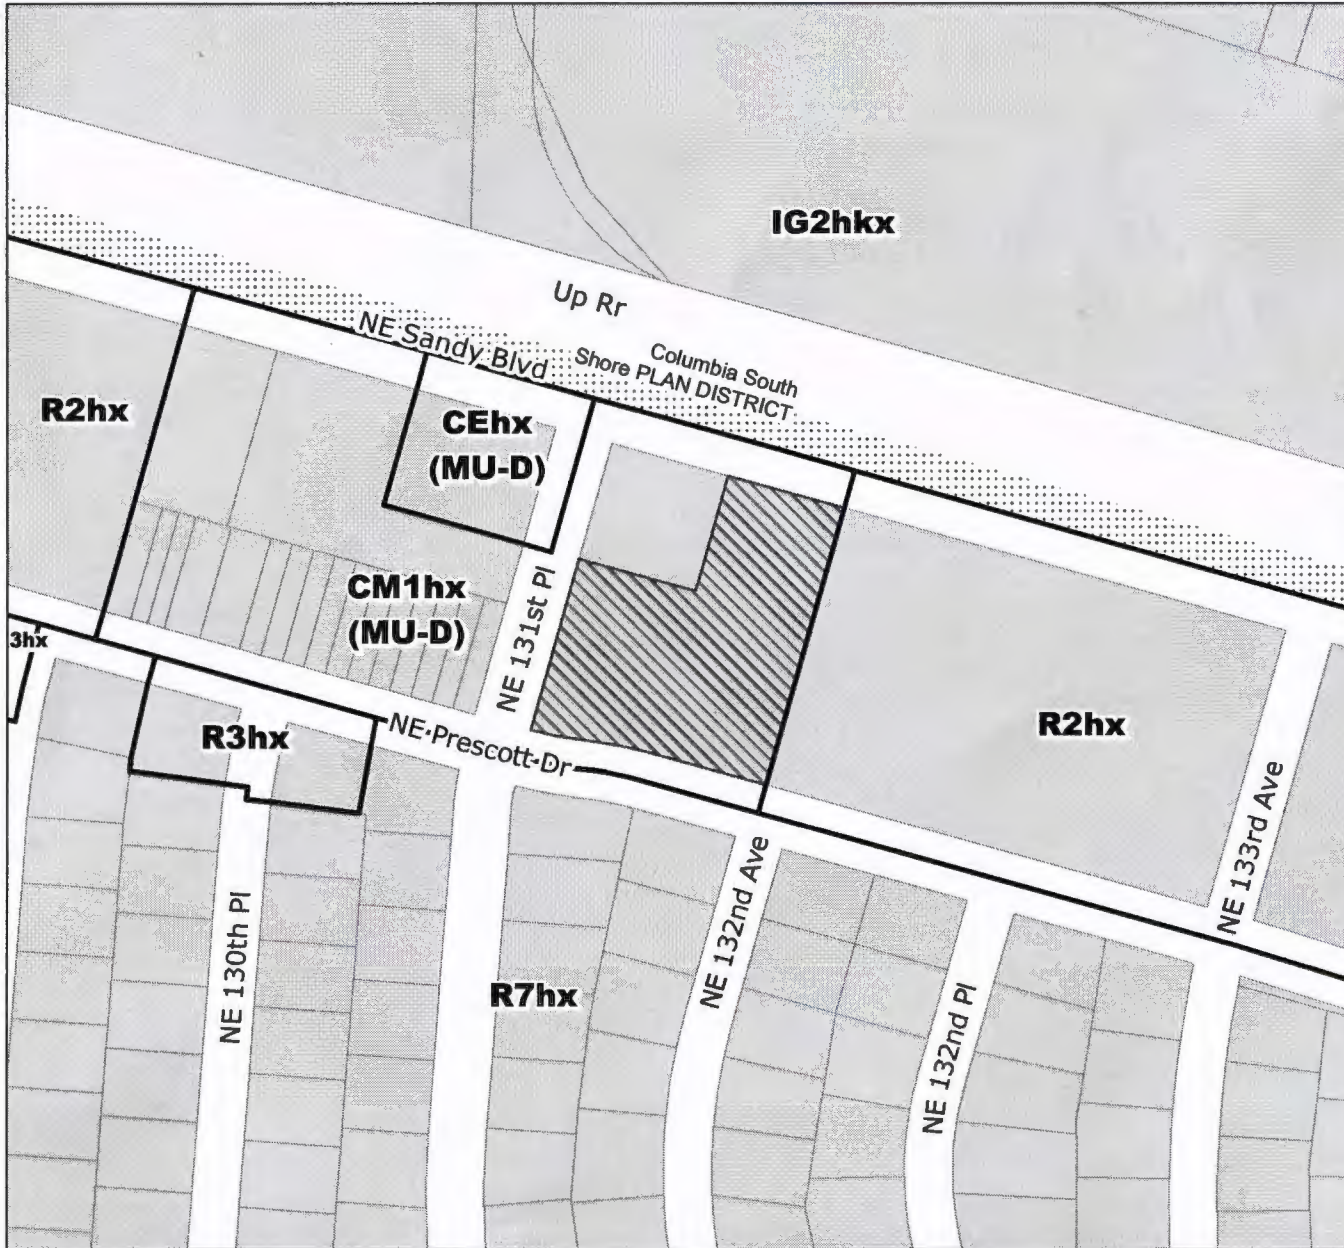 IG2hkx
Up Rr
NE Sandy Blvd
Columbia South
Shore PLAN DISTRICT
R2hx
CEhx
(MU-D)
CM1hx
(MU-D)
NE 131st Pl
3hx
R3hx
NE Prescott Dr
R2hx
NE 133rd Ave
NE 132nd Ave
NE 130th Pl
R7hx
NE 132nd Pl